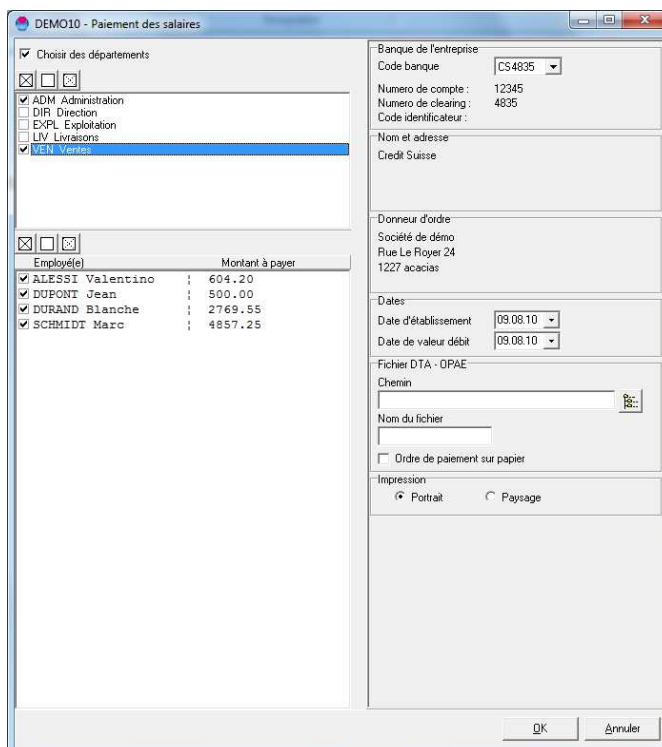 DEMO10 - Paiement des salaires
Choisir des départements
ADM Administration
DIR Direction
EXPL Exploitation
LIV Livraisons
VEN Ventes
Employé(e) Montant à payer
ALESSI Valentino ¦ 604.20
DUPONT Jean ¦ 500.00
DURAND Blanche ¦ 2769.55
SCHMIDT Marc ¦ 4857.25
Banque de l'entreprise
Code banque CS4835
Numero de compte : 12345
Numero de clearing : 4835
Code identificateur :
Nom et adresse
Credit Suisse
Donneur d'ordre
Société de démo
Rue Le Royer 24
1227 acacias
Dates
Date d'établissement 09.08.10
Date de valeur débit 09.08.10
Fichier DTA - OPAE
Chemin
Nom du fichier
Ordre de paiement sur papier
Impression
Portrait Paysage
OK Annuler